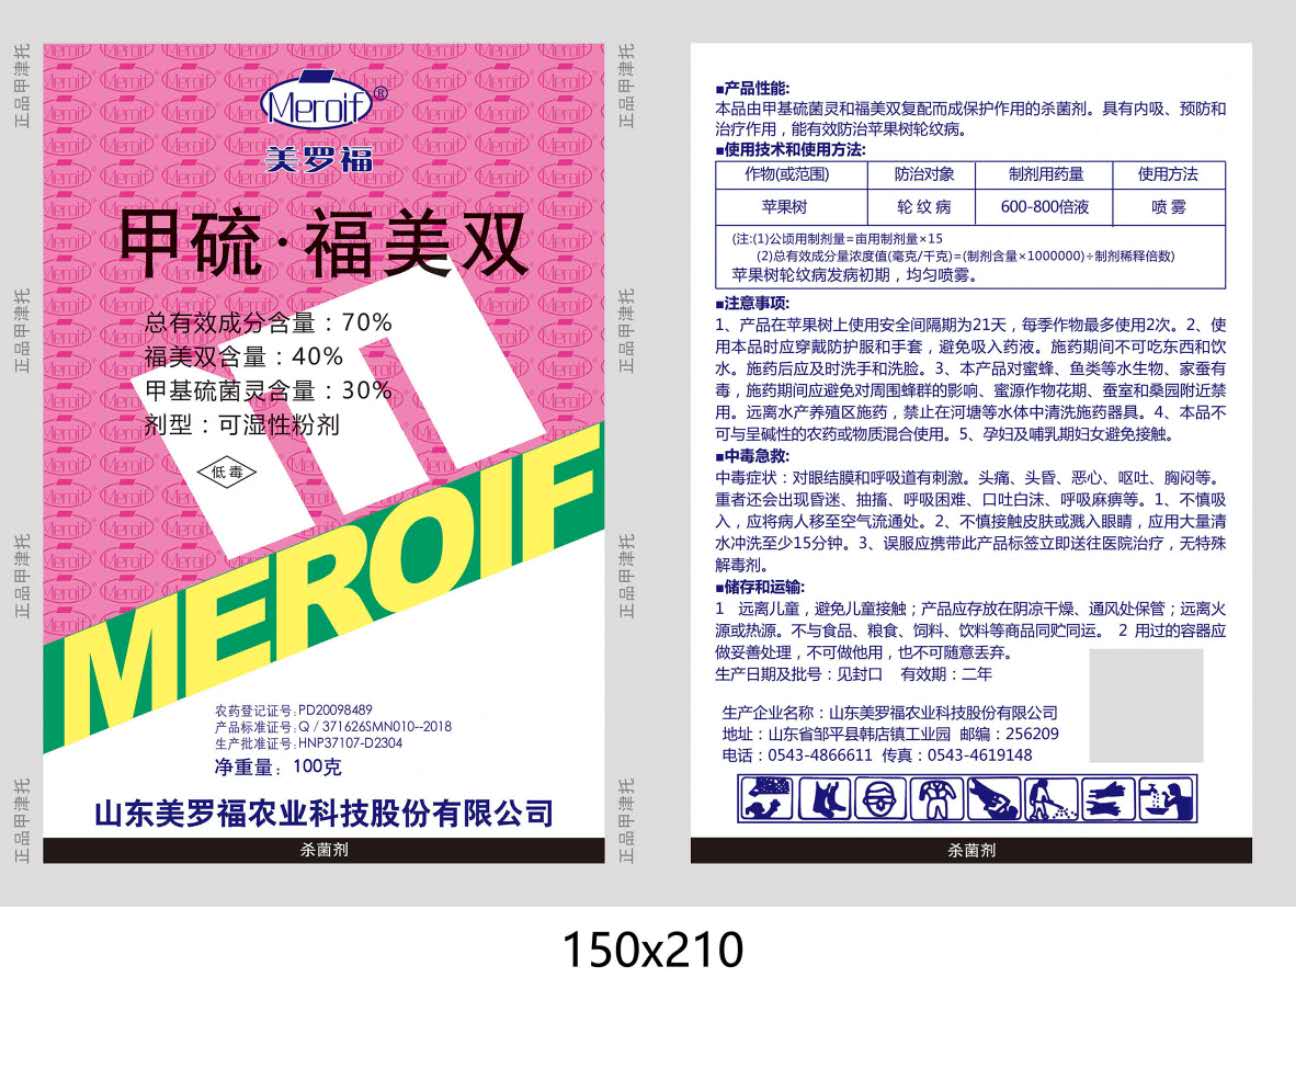 Meroif®
美罗福
甲硫·福美双
总有效成分含量：70%
福美双含量：40%
甲基硫菌灵含量：30%
剂型：可湿性粉剂
低毒
MEROIF
农药登记证号:PD20098489
产品标准证号:Q / 371626SMN010--2018
生产批准证号:HNP37107-D2304
净重量：100克
山东美罗福农业科技股份有限公司
杀菌剂
正品甲津托
正品甲津托
正品甲津托
正品甲津托
正品甲津托
正品甲津托
正品甲津托
正品甲津托
■产品性能:
本品由甲基硫菌灵和福美双复配而成保护作用的杀菌剂。具有内吸、预防和
治疗作用，能有效防治苹果树轮纹病。
■使用技术和使用方法:
作物(或范围) 防治对象 制剂用药量 使用方法
苹果树 轮纹病 600-800倍液 喷雾
(注:(1)公顷用制剂量=亩用制剂量×15
(2)总有效成分量浓度值(毫克/千克)=(制剂含量×1000000)÷制剂稀释倍数)
苹果树轮纹病发病初期，均匀喷雾。
■注意事项:
1、产品在苹果树上使用安全间隔期为21天，每季作物最多使用2次。2、使
用本品时应穿戴防护服和手套，避免吸入药液。施药期间不可吃东西和饮
水。施药后应及时洗手和洗脸。3、本产品对蜜蜂、鱼类等水生物、家蚕有
毒，施药期间应避免对周围蜂群的影响、蜜源作物花期、蚕室和桑园附近禁
用。远离水产养殖区施药，禁止在河塘等水体中清洗施药器具。4、本品不
可与呈碱性的农药或物质混合使用。5、孕妇及哺乳期妇女避免接触。
■中毒急救:
中毒症状：对眼结膜和呼吸道有刺激。头痛、头昏、恶心、呕吐、胸闷等。
重者还会出现昏迷、抽搐、呼吸困难、口吐白沫、呼吸麻痹等。1、不慎吸
入，应将病人移至空气流通处。2、不慎接触皮肤或溅入眼睛，应用大量清
水冲洗至少15分钟。3、误服应携带此产品标签立即送往医院治疗，无特殊
解毒剂。
■储存和运输:
1 远离儿童，避免儿童接触；产品应存放在阴凉干燥、通风处保管；远离火
源或热源。不与食品、粮食、饲料、饮料等商品同贮同运。 2 用过的容器应
做妥善处理，不可做他用，也不可随意丢弃。
生产日期及批号：见封口 有效期：二年
生产企业名称：山东美罗福农业科技股份有限公司
地址：山东省邹平县韩店镇工业园 邮编：256209
电话：0543-4866611 传真：0543-4619148
杀菌剂
150x210